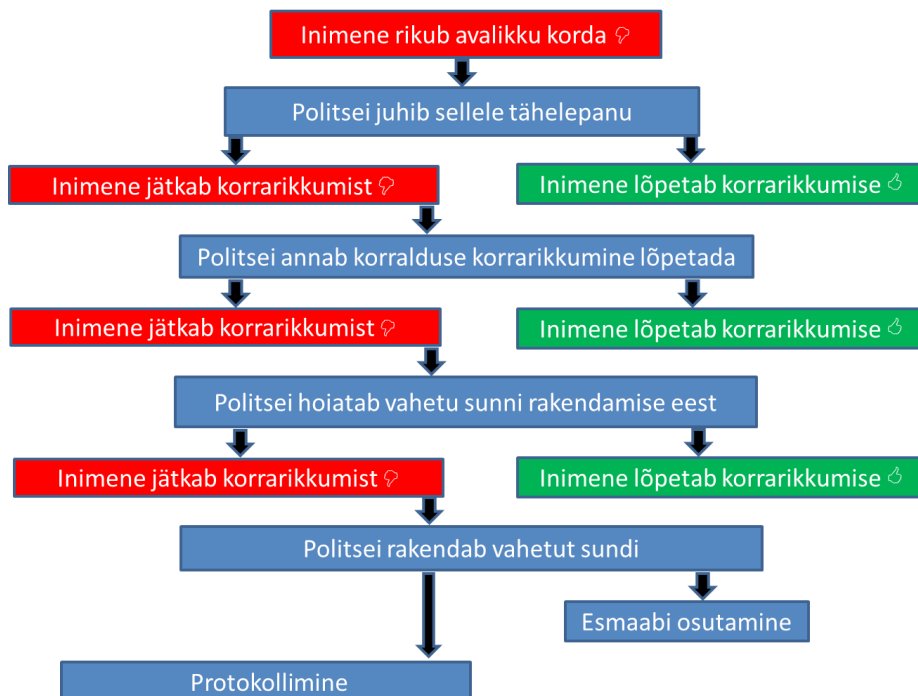 Inimene rikub avalikku korda 👎
Politsei juhib sellele tähelepanu
Inimene jätkab korrarikkumist 👎
Inimene lõpetab korrarikkumise 👍
Politsei annab korralduse korrarikkumine lõpetada
Inimene jätkab korrarikkumist 👎
Inimene lõpetab korrarikkumise 👍
Politsei hoiatab vahetu sunni rakendamise eest
Inimene jätkab korrarikkumist 👎
Inimene lõpetab korrarikkumise 👍
Politsei rakendab vahetut sundi
Esmaabi osutamine
Protokollimine